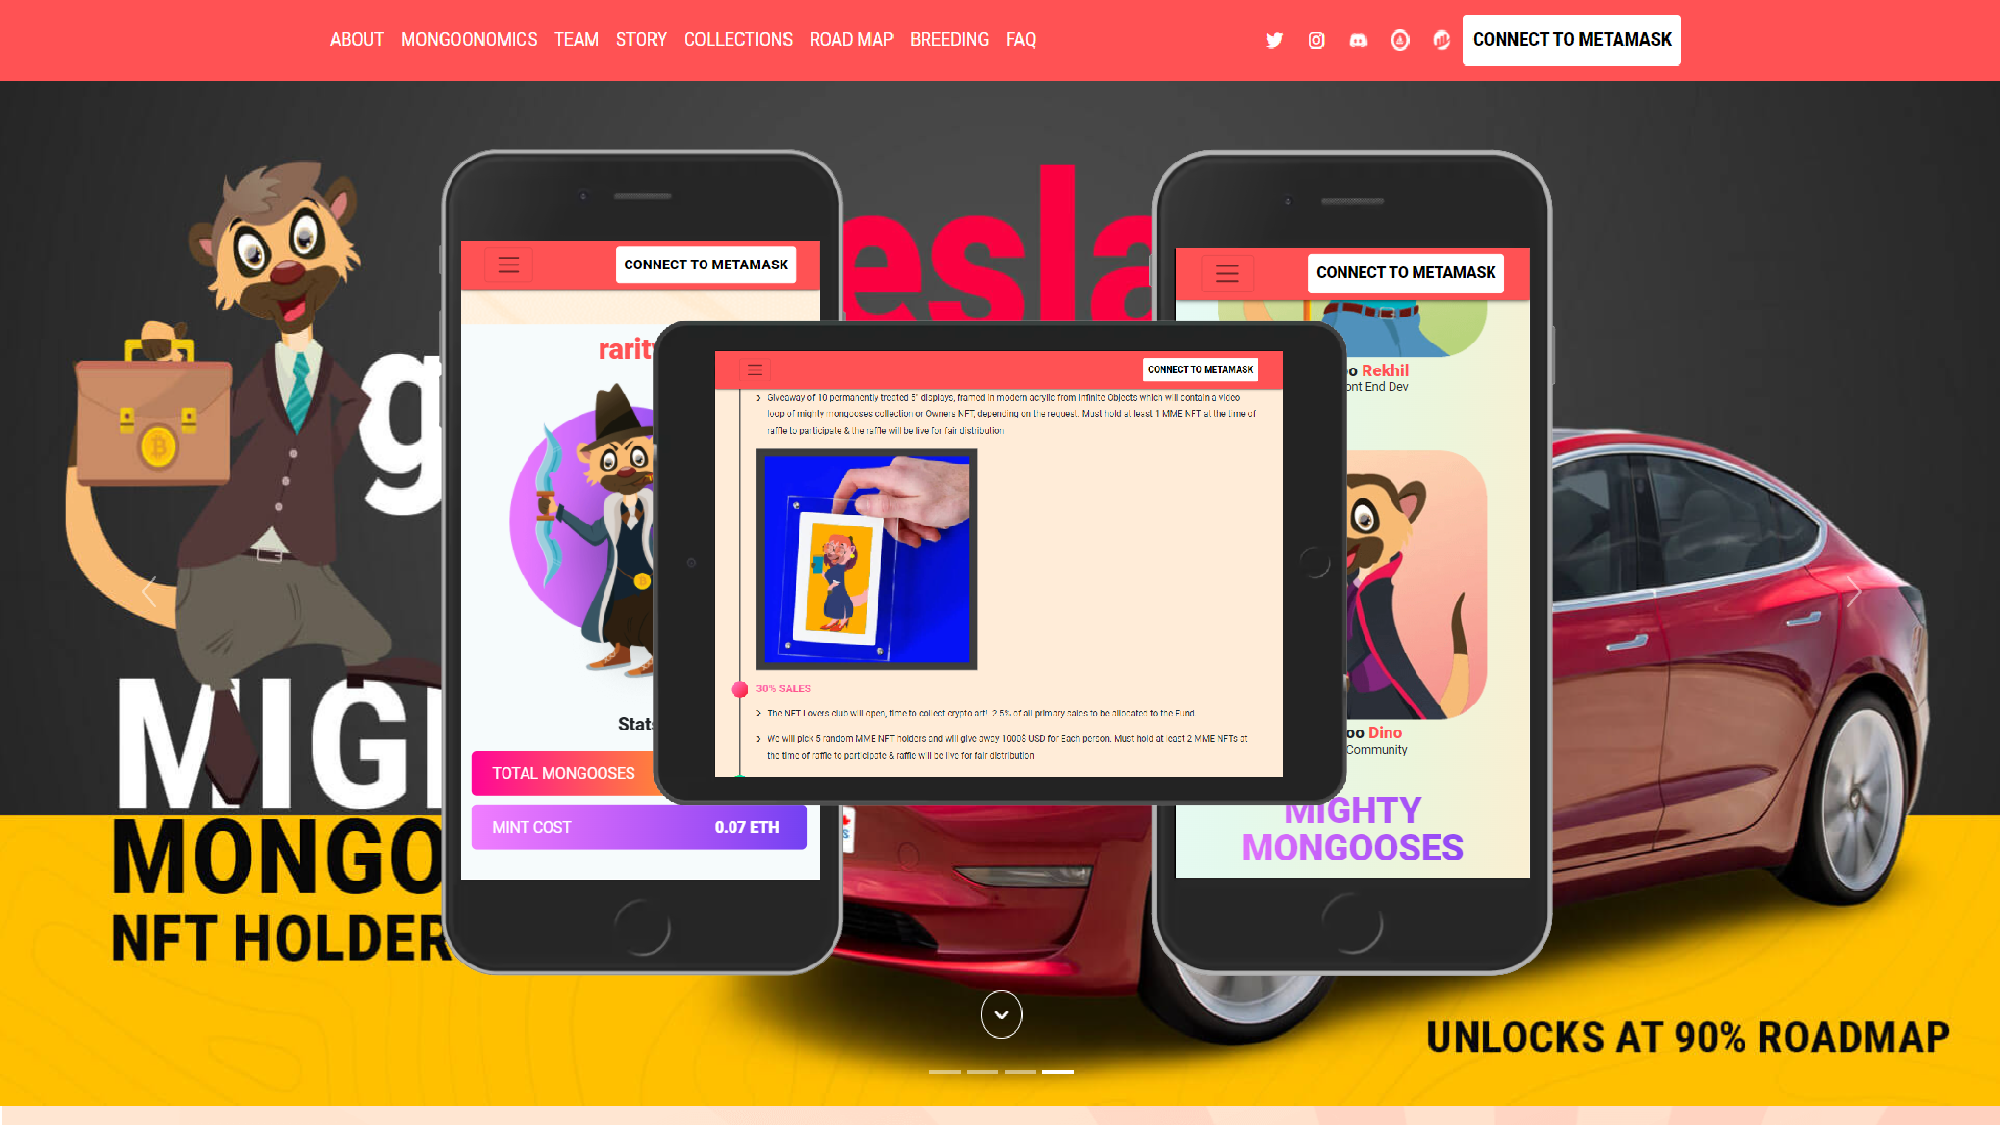 ABOUT MONGOONOMICS TEAM STORY COLLECTIONS ROAD MAP BREEDING FAQ CONNECT TO METAMASK
esla
g
MIG
MONGO
NFT HOLDER
UNLOCKS AT 90% ROADMAP
CONNECT TO METAMASK
rarit
Stat
TOTAL MONGOOSES
MINT COST 0.07 ETH
CONNECT TO METAMASK
Giveaway of 10 permanently treated 5" displays, framed in modern acrylic from Infinite Objects which will contain a video
loop of mighty mongooses collection or Owners NFT, depending on the request. Must hold at least 1 MME NFT at the time of
raffle to participate & the raffle will be live for fair distribution
30% SALES
The NFT Lovers club will open, time to collect crypto art! 2.5% of all primary sales to be allocated to the Fund
We will pick 5 random MME NFT holders and will give away 1000$ USD for Each person. Must hold at least 2 MME NFTs at
the time of raffle to participate & raffle will be live for fair distribution
CONNECT TO METAMASK
oo Rekhil
ont End Dev
oo Dino
Community
MIGHTY
MONGOOSES